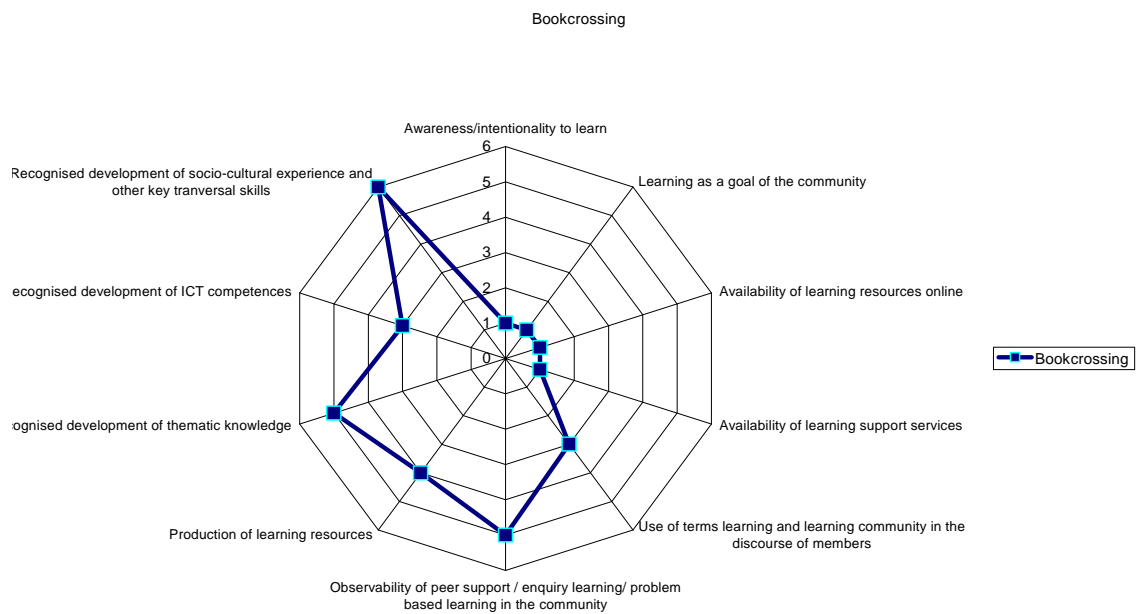 Bookcrossing
Awareness/intentionality to learn
6
5
4
3
2
1
0
Learning as a goal of the community
Availability of learning resources online
Availability of learning support services
Use of terms learning and learning community in the
discourse of members
Observability of peer support / enquiry learning/ problem
based learning in the community
Production of learning resources
cognised development of thematic knowledge
ecognised development of ICT competences
Recognised development of socio-cultural experience and
other key tranversal skills
Bookcrossing